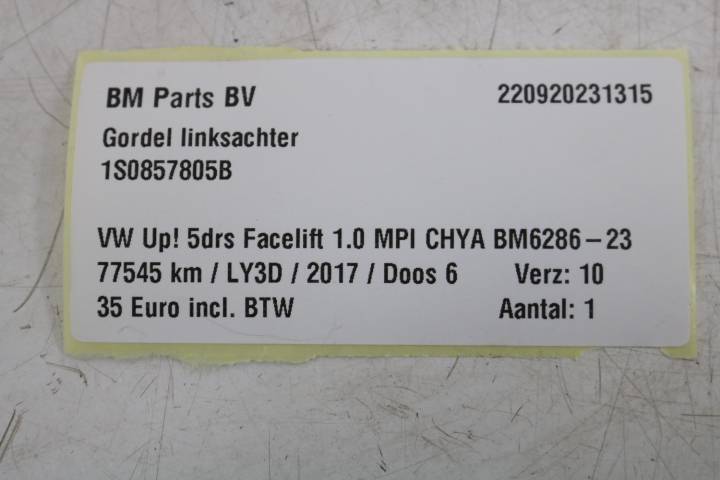 BM Parts BV 220920231315
Gordel linksachter
1S0857805B
VW Up! 5drs Facelift 1.0 MPI CHYA BM6286-23
77545 km / LY3D / 2017 / Doos 6 Verz: 10
35 Euro incl. BTW Aantal: 1